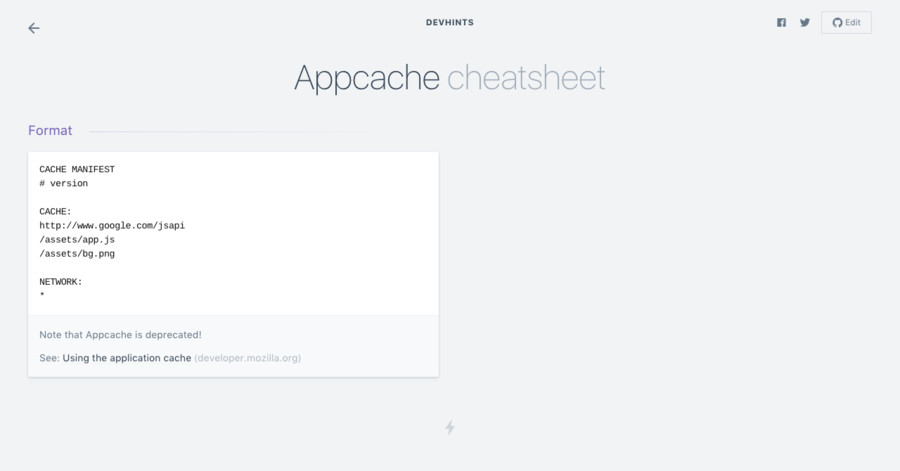 DEVHINTS
Edit
Appcache cheatsheet
Format
CACHE MANIFEST
# version
CACHE:
http://www.google.com/jsapi
/assets/app.js
/assets/bg.png
NETWORK:
*
Note that Appcache is deprecated!
See: Using the application cache (developer.mozilla.org)